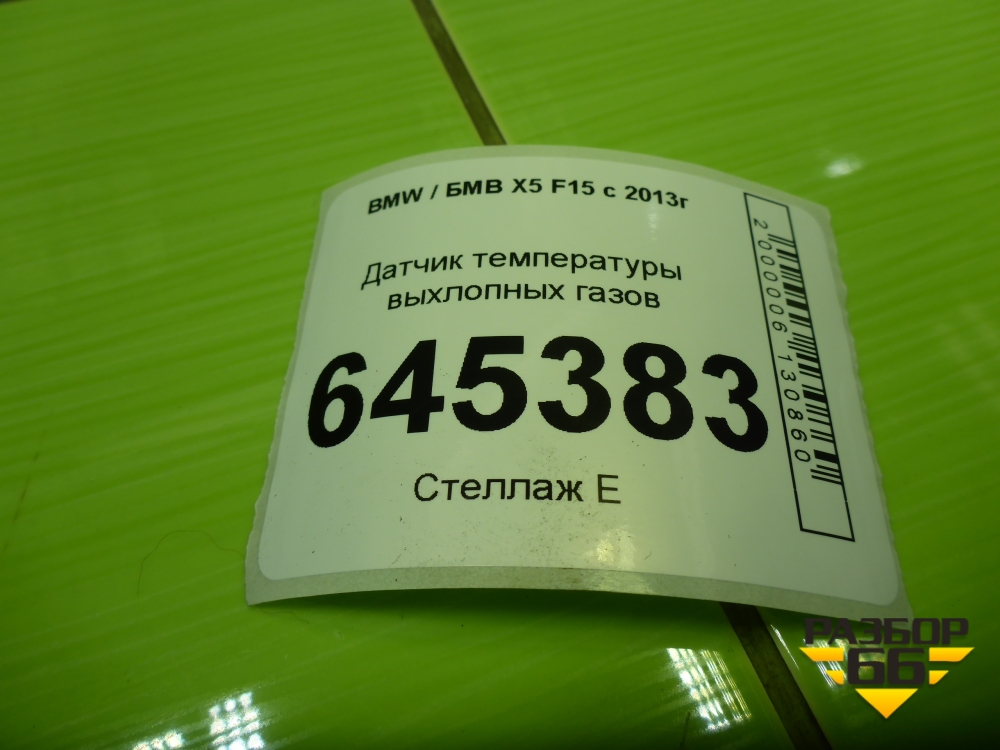 BMW / БМВ X5 F15 с 2013г
Датчик температуры
выхлопных газов
645383
Стеллаж Е
2000006130860
РАЗБОР
66